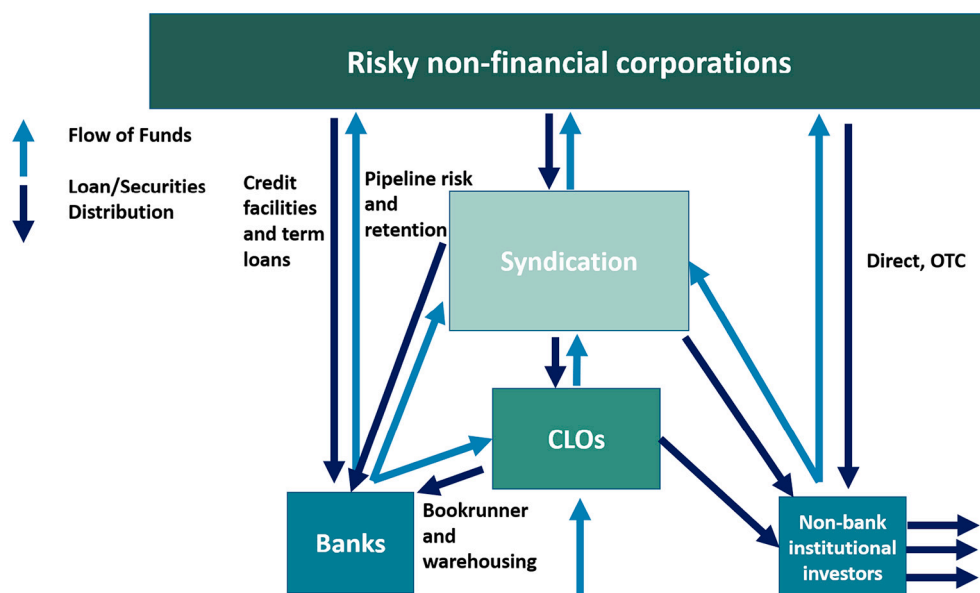 Risky non-financial corporations
Flow of Funds
Loan/Securities
Distribution
Credit
facilities
and term
loans
Pipeline risk
and
retention
Syndication
Direct, OTC
CLOs
Banks
Bookrunner
and
warehousing
Non-bank
institutional
investors